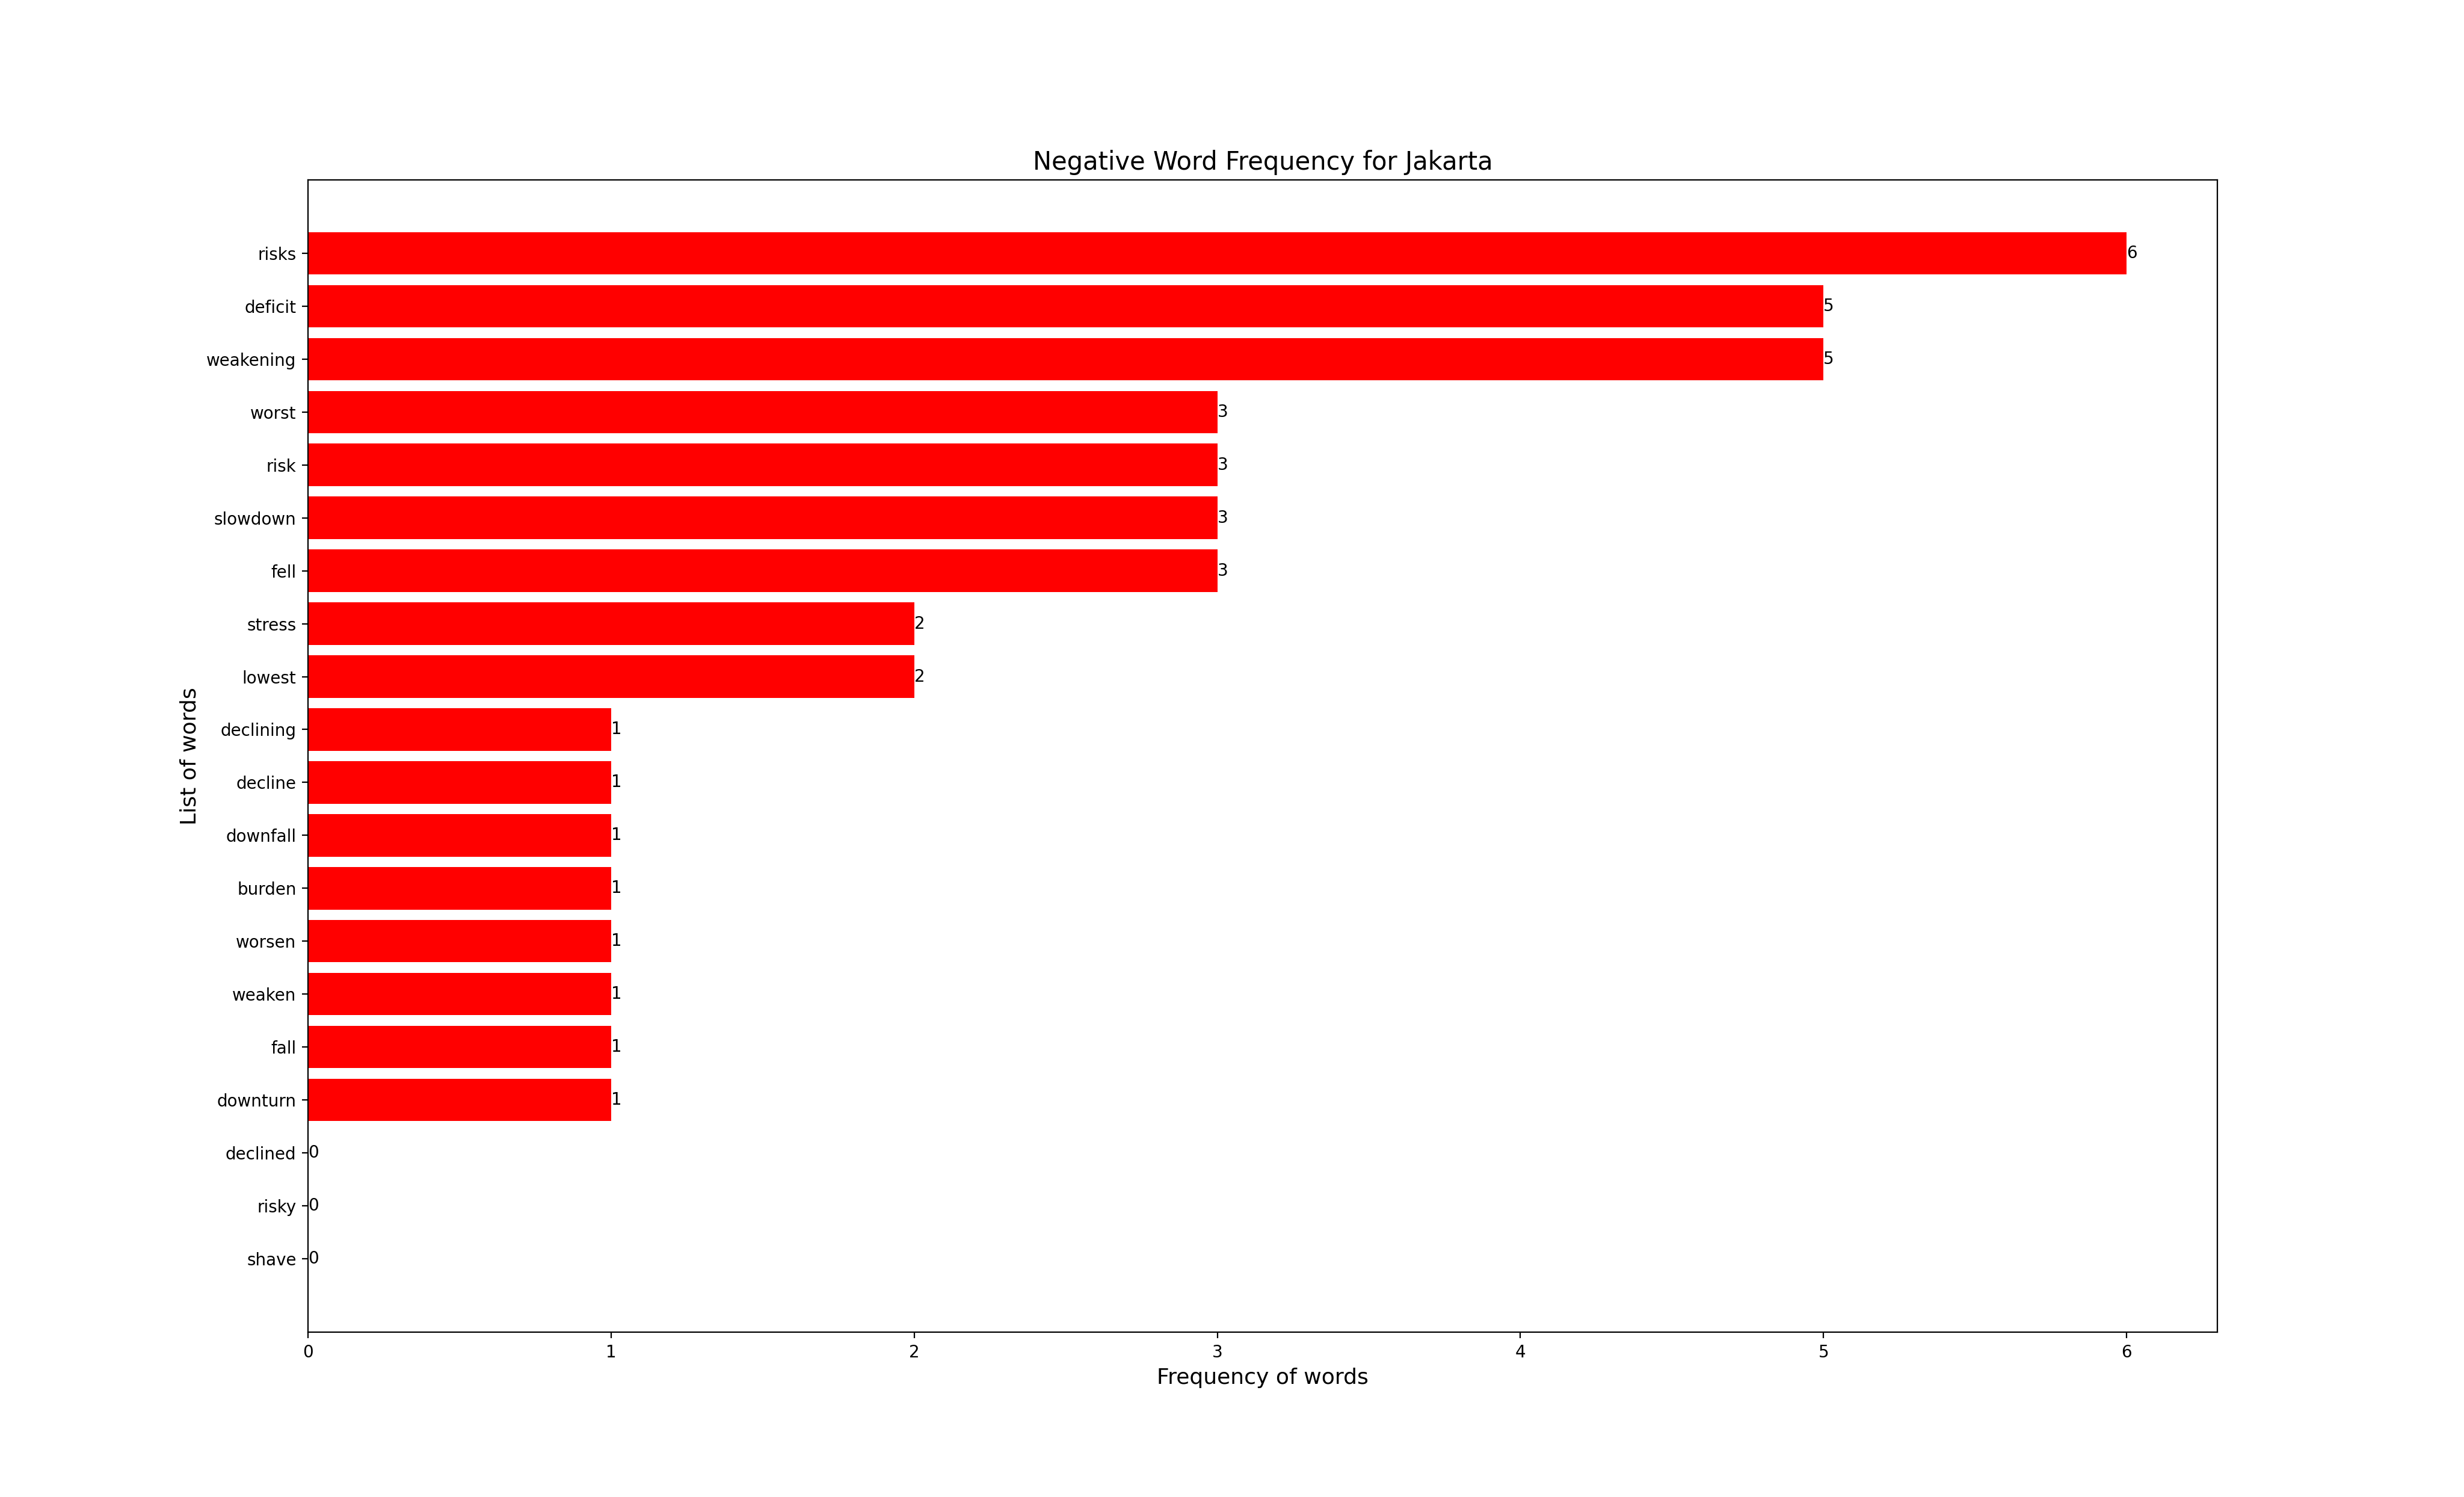 Negative Word Frequency for Jakarta
risks 6
deficit 5
weakening 5
worst 3
risk 3
slowdown 3
fell 3
stress 2
lowest 2
declining 1
decline 1
downfall 1
burden 1
worsen 1
weaken 1
fall 1
downturn 1
declined 0
risky 0
shave 0
List of words
0 1 2 3 4 5 6
Frequency of words